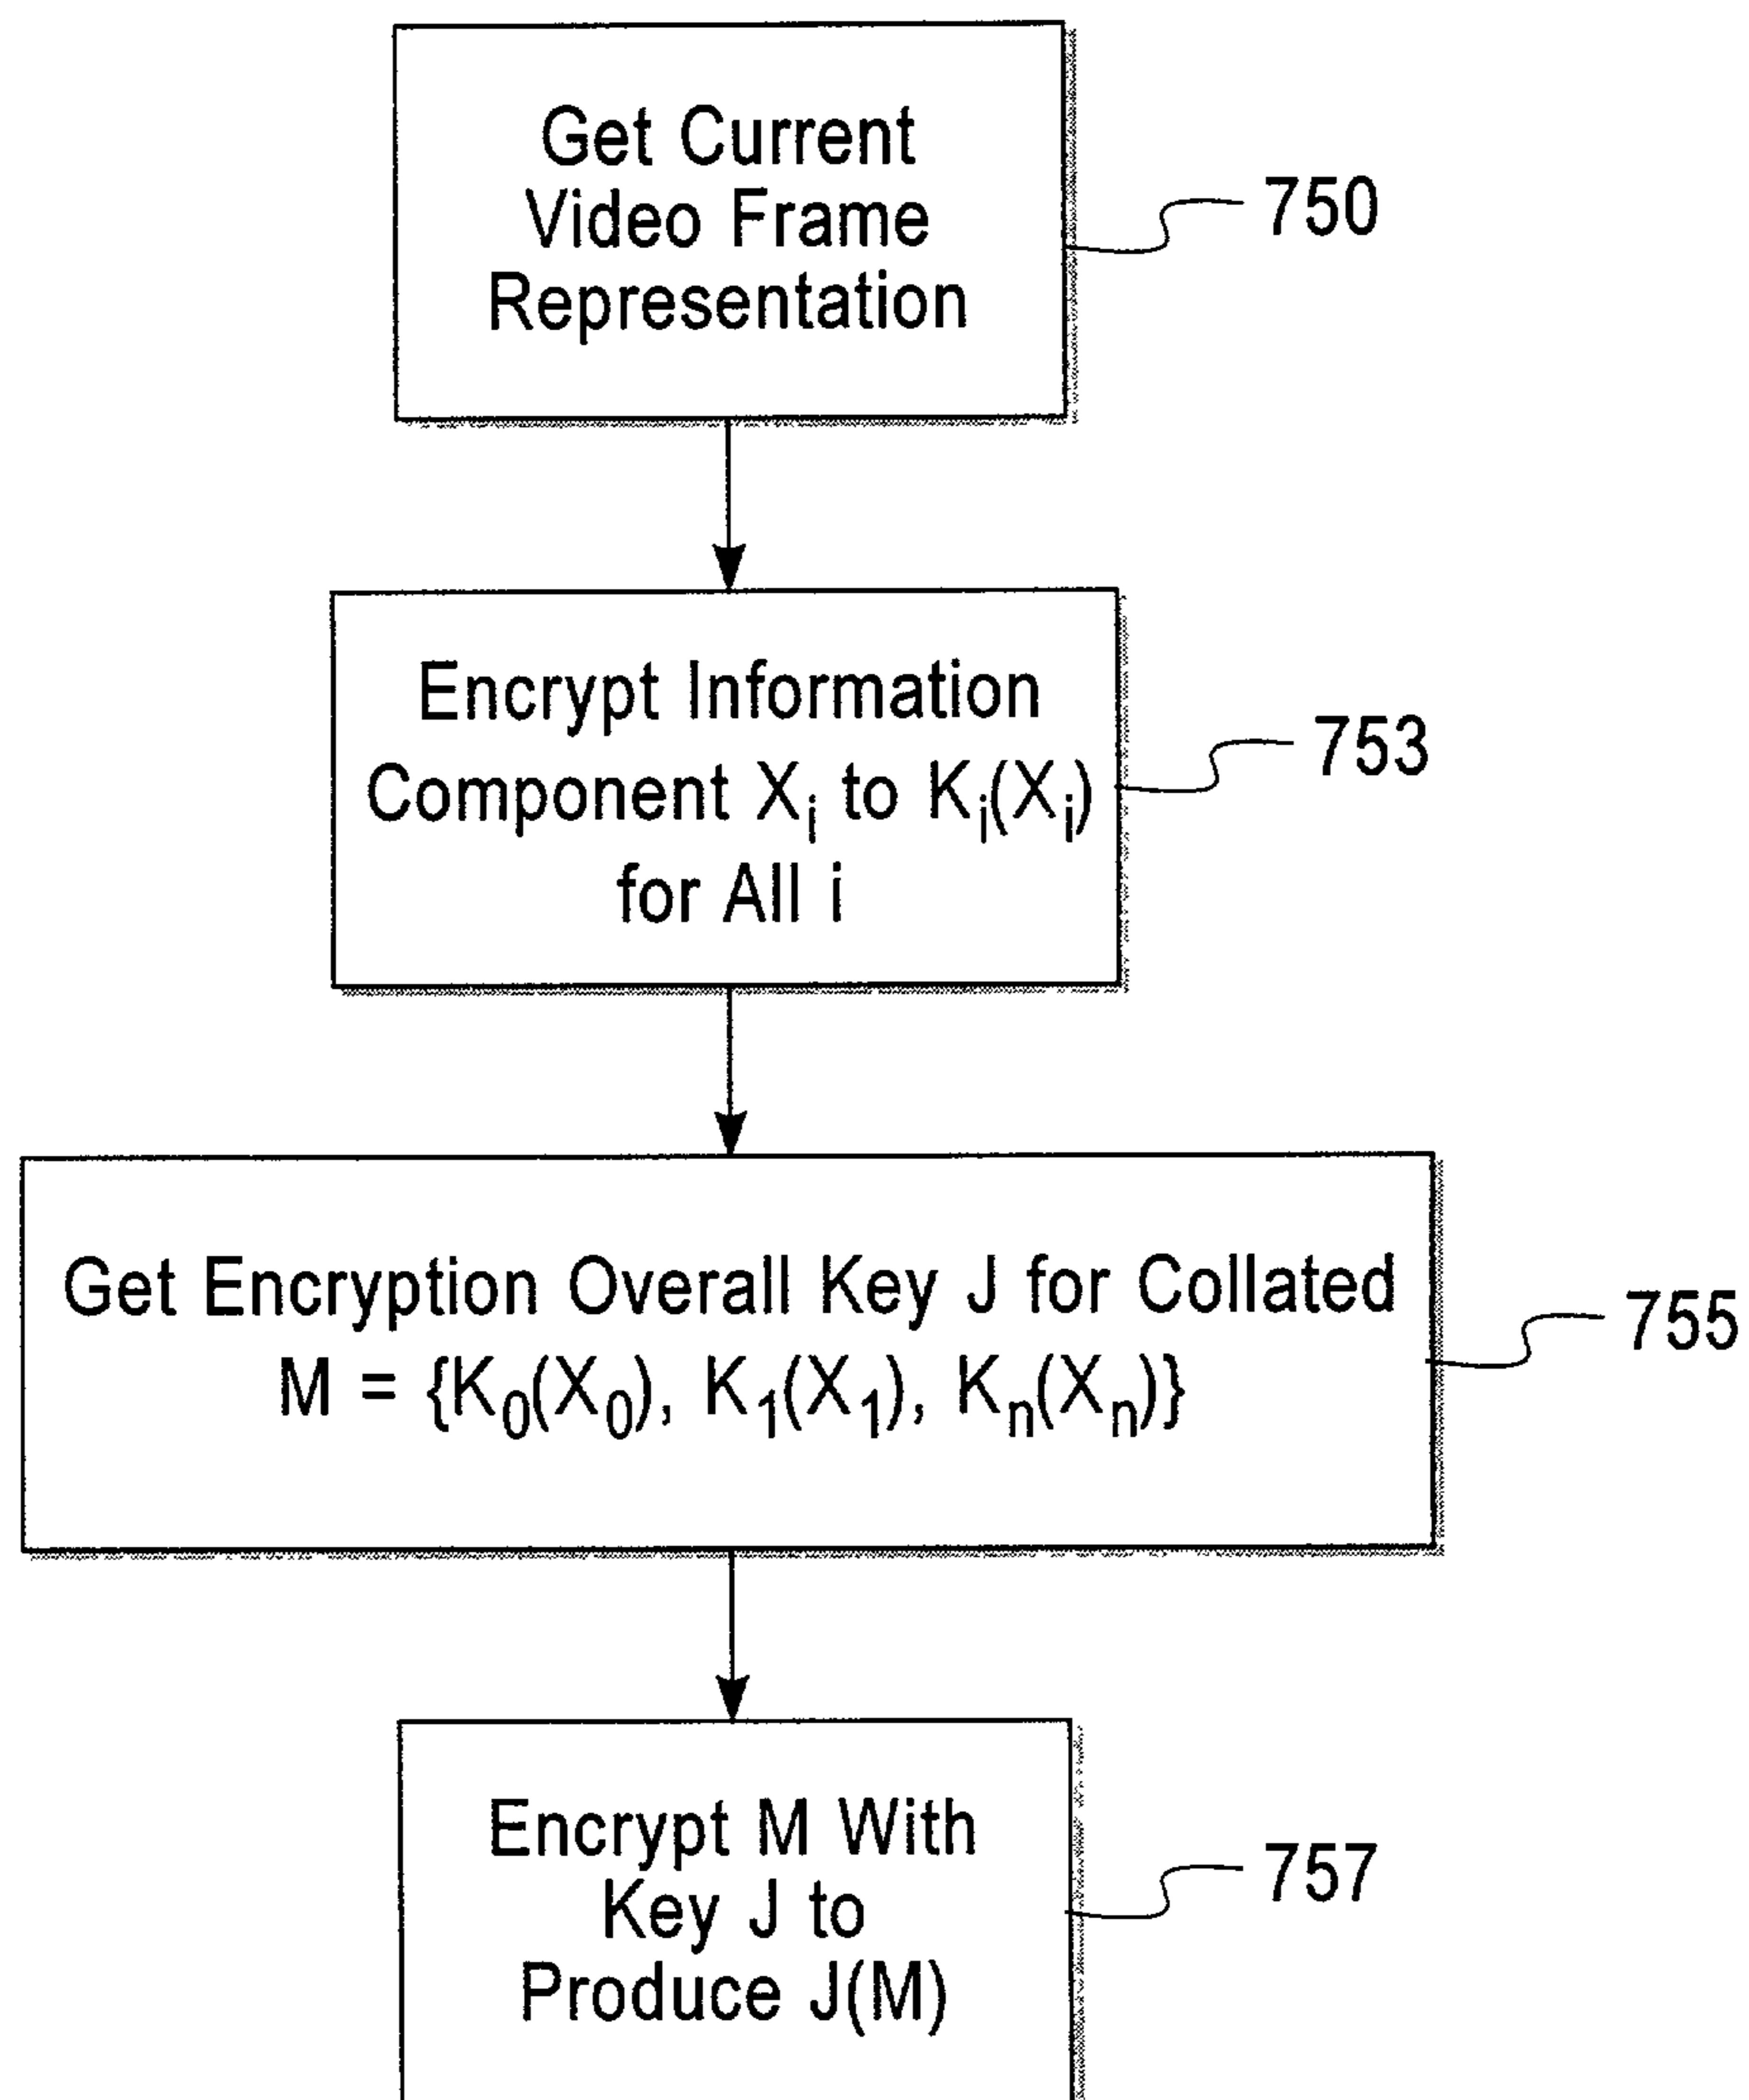 Get Current
Video Frame
Representation
750
Encrypt Information
Component Xᵢ to Kᵢ(Xᵢ)
for All i
753
Get Encryption Overall Key J for Collated
M = {K₀(X₀), K₁(X₁), Kₙ(Xₙ)}
755
Encrypt M With
Key J to
Produce J(M)
757